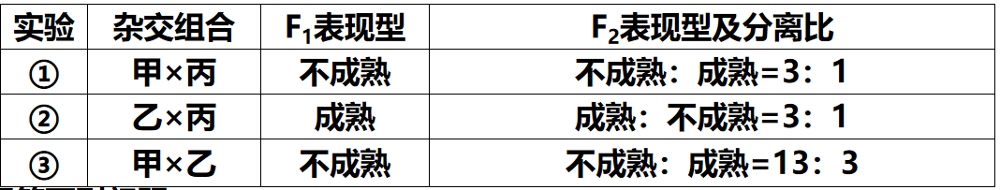 实验 杂交组合 F₁表现型 F₂表现型及分离比
① 甲×丙 不成熟 不成熟：成熟=3：1
② 乙×丙 成熟 成熟：不成熟=3：1
③ 甲×乙 不成熟 不成熟：成熟=13：3